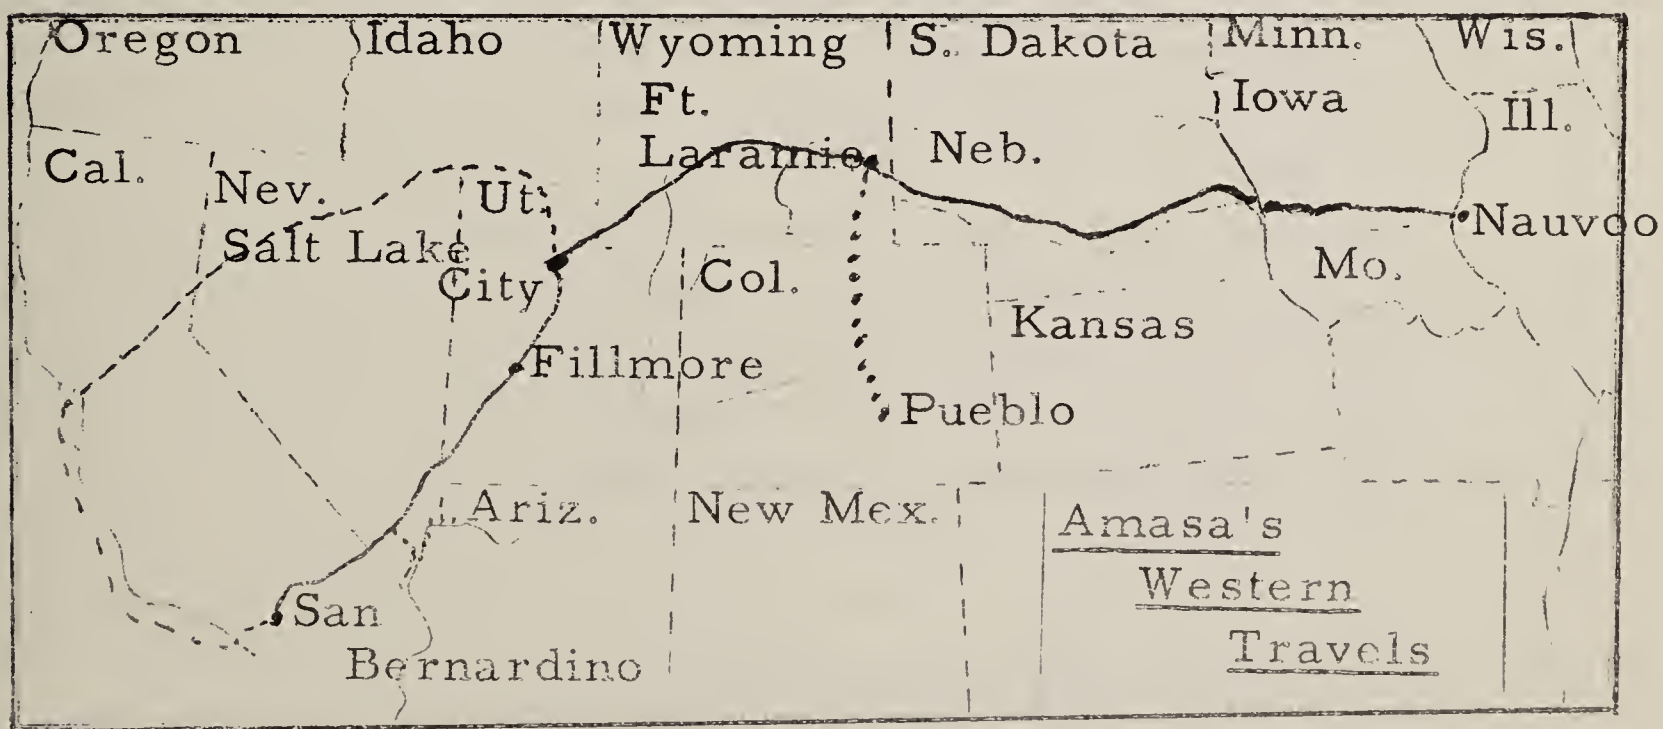 Oregon Idaho Wyoming S. Dakota Minn. Wis.
Ft. Iowa Ill.
Laramie Neb.
Cal. Nev. Ut.
Nauvoo
Salt Lake Mo.
City Col.
Kansas
Fillmore
Pueblo
Ariz. New Mex. Amasa's
Western
San
Travels
Bernardino